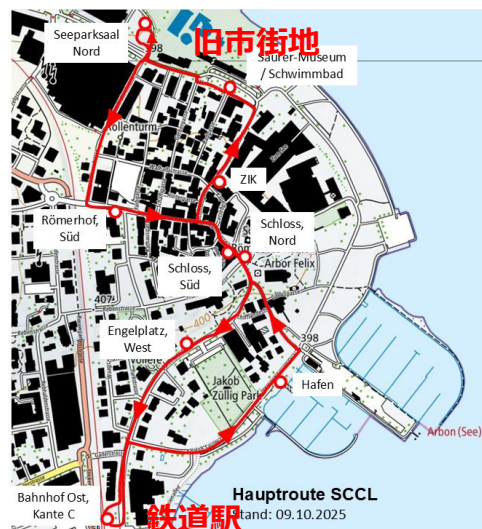 Seeparksaal
Nord
398
旧市街地
Saurer-Museum
/ Schwimmbad
ZIK
Römerhof,
Süd
Schloss,
Nord
Schloss,
Süd
Arbor Felix
407
400
Engelplatz,
West
398
Jakob
Züllig Park
Hafen
Arbon (See)
Bahnhof Ost,
Kante C
鉄道駅
Hauptroute SCCL
Stand: 09.10.2025